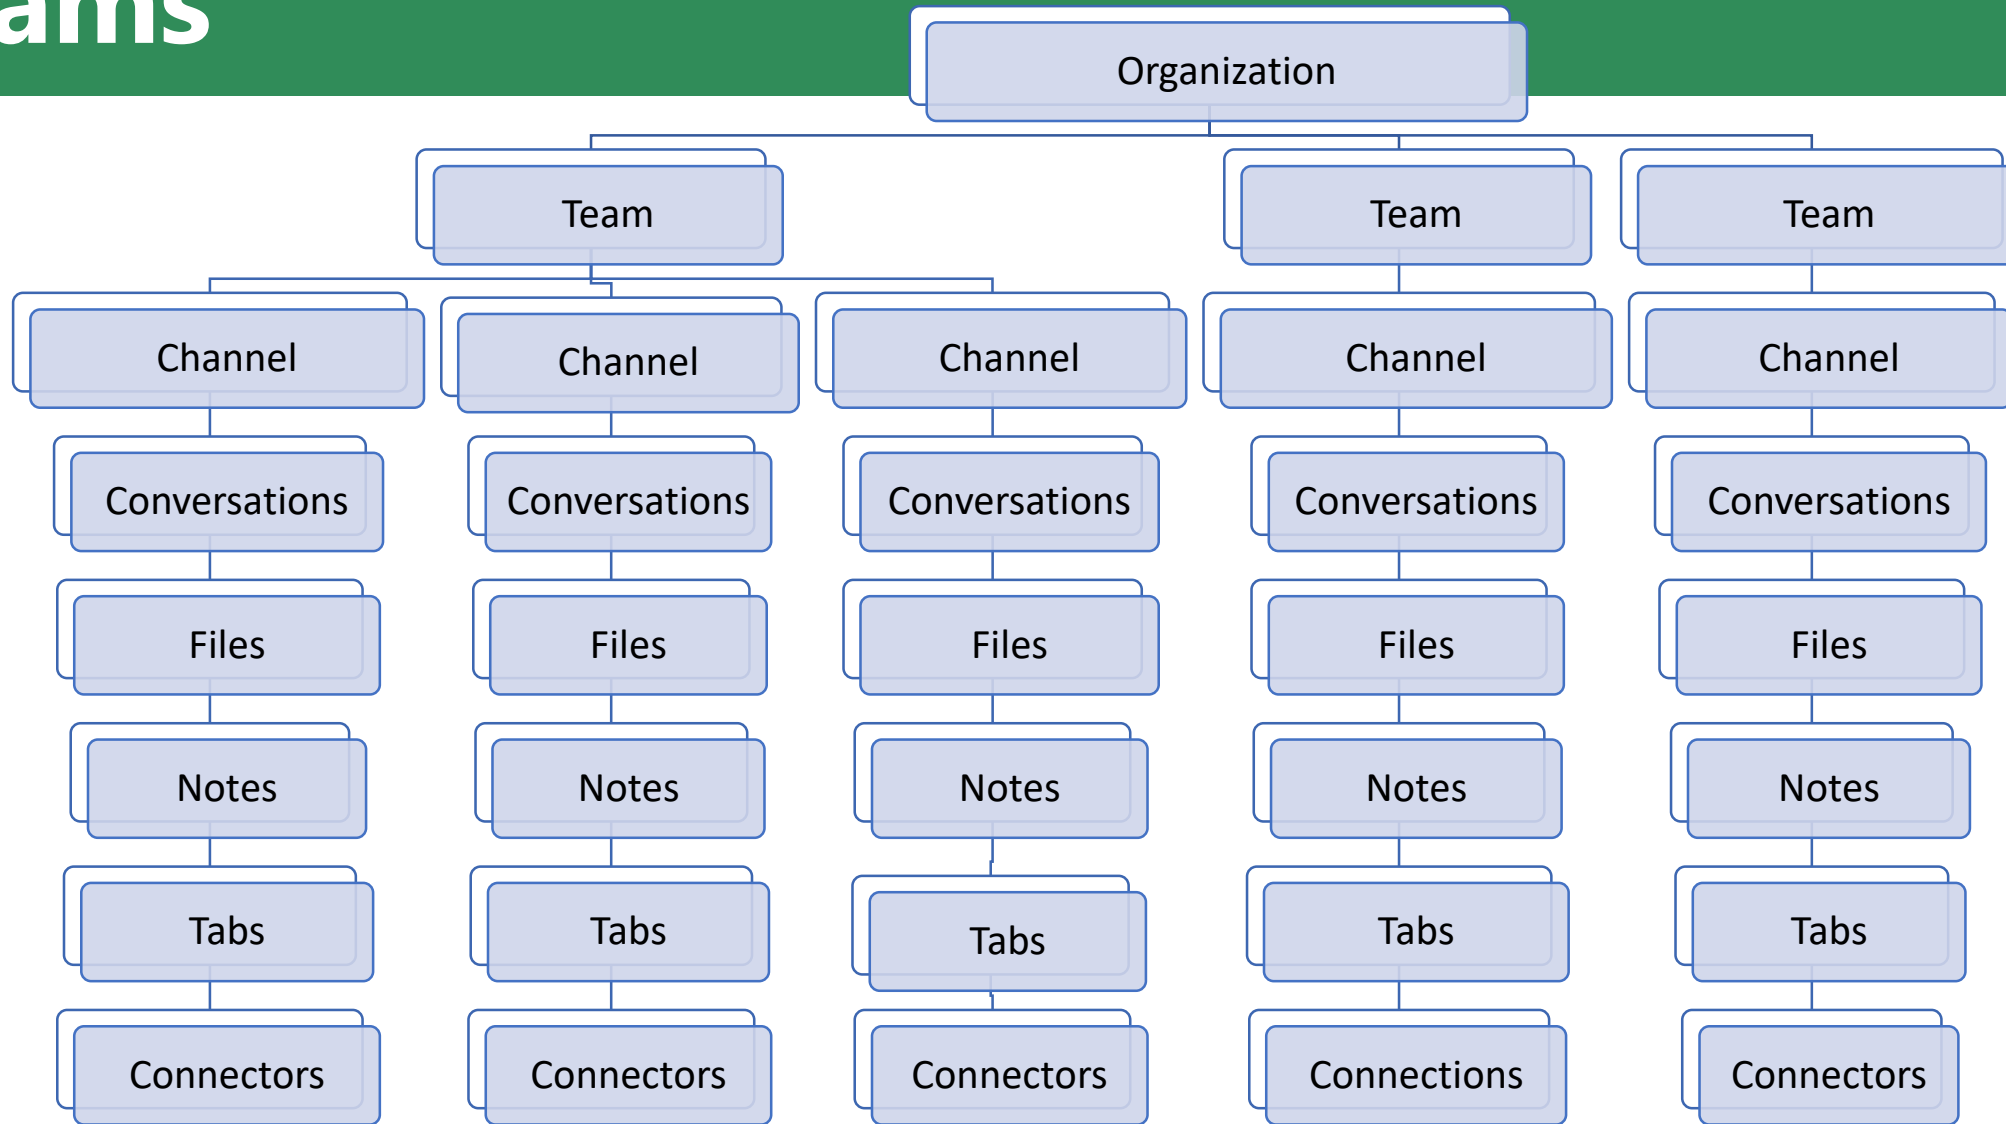 ams
Organization
Team
Team
Team
Channel
Channel
Channel
Channel
Channel
Conversations
Conversations
Conversations
Conversations
Conversations
Files
Files
Files
Files
Files
Notes
Notes
Notes
Notes
Notes
Tabs
Tabs
Tabs
Tabs
Tabs
Connectors
Connectors
Connectors
Connections
Connectors